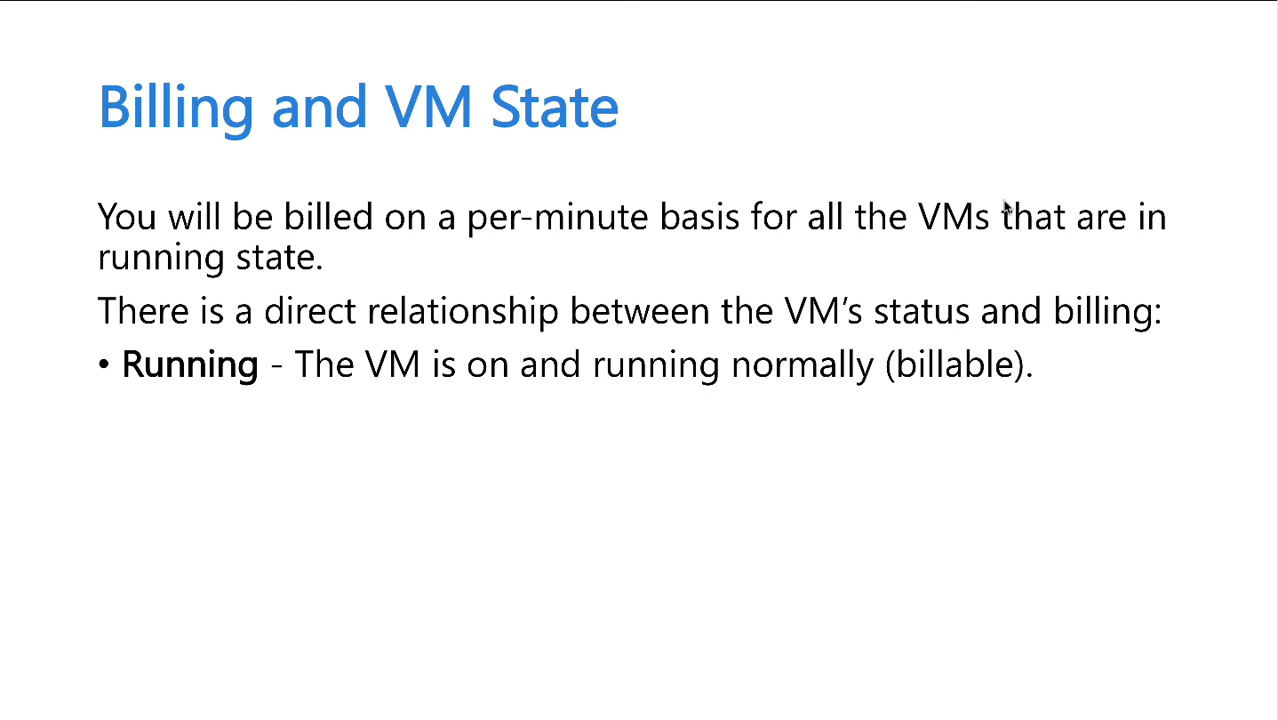 Billing and VM State
You will be billed on a per-minute basis for all the VMs that are in
running state.
There is a direct relationship between the VM’s status and billing:
• Running - The VM is on and running normally (billable).